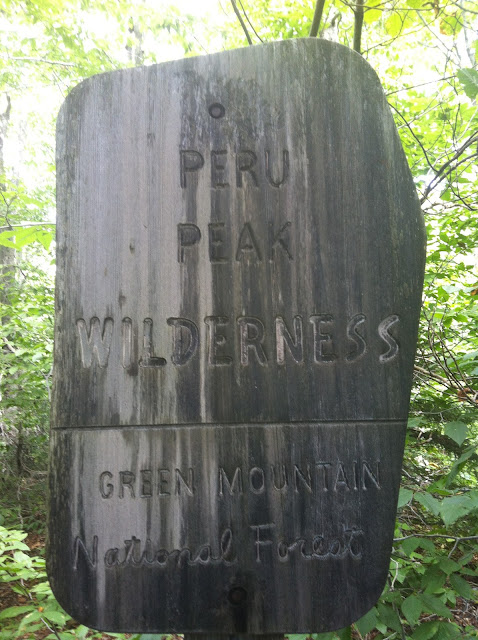 PERU
PEAK
WILDERNESS
GREEN MOUNTAIN
National Forest